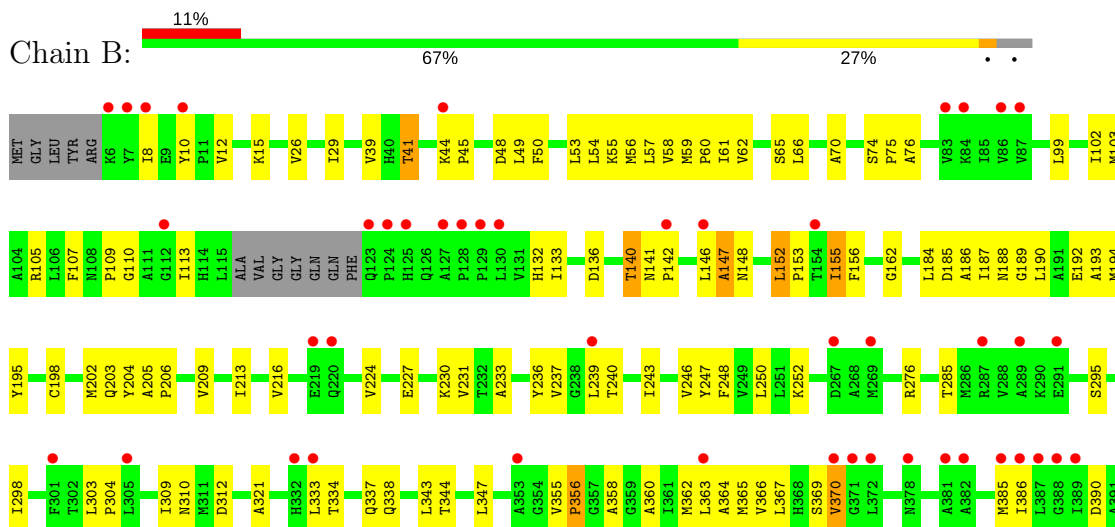 11%
Chain B:
67% 27% • •
MET GLY LEU TYR ARG K6 Y7 I8 E9 Y10 P11 V12 K15 V26 I29 V39 H40 T41 K44 P45 D48 L49 F50 L53 L54 K55 M56 L57 V58 M59 P60 I61 V62 S65 L66 A70 S74 P75 A76 V83 K84 I85 V86 V87 L99 I102 M103
A104 R105 L106 F107 N108 P109 G110 A111 G112 I113 H114 L115 ALA VAL GLY GLY GLN GLN PHE Q123 P124 H125 Q126 A127 P128 P129 L130 V131 H132 I133 D136 T140 N141 P142 L146 A147 N148 L152 P153 T154 I155 F156 G162 L184 D185 A186 I187 N188 G189 L190 A191 E192 A193 M194
Y195 C198 M202 Q203 Y204 A205 P206 V209 I213 V216 E219 Q220 V224 E227 K230 V231 T232 A233 Y236 V237 G238 L239 T240 I243 V246 Y247 F248 V249 L250 L251 K252 D267 A268 M269 R276 T285 M286 R287 V288 A289 K290 E291 S295
I298 F301 T302 L303 P304 L305 I309 N310 M311 D312 A321 H332 L333 T334 Q337 Q338 L343 T344 L347 A353 G354 V355 P356 G357 A358 G359 A360 I361 M362 L363 A364 M365 V366 L367 H368 S369 V370 G371 L372 N378 A381 A382 M385 I386 L387 G388 I389 D390